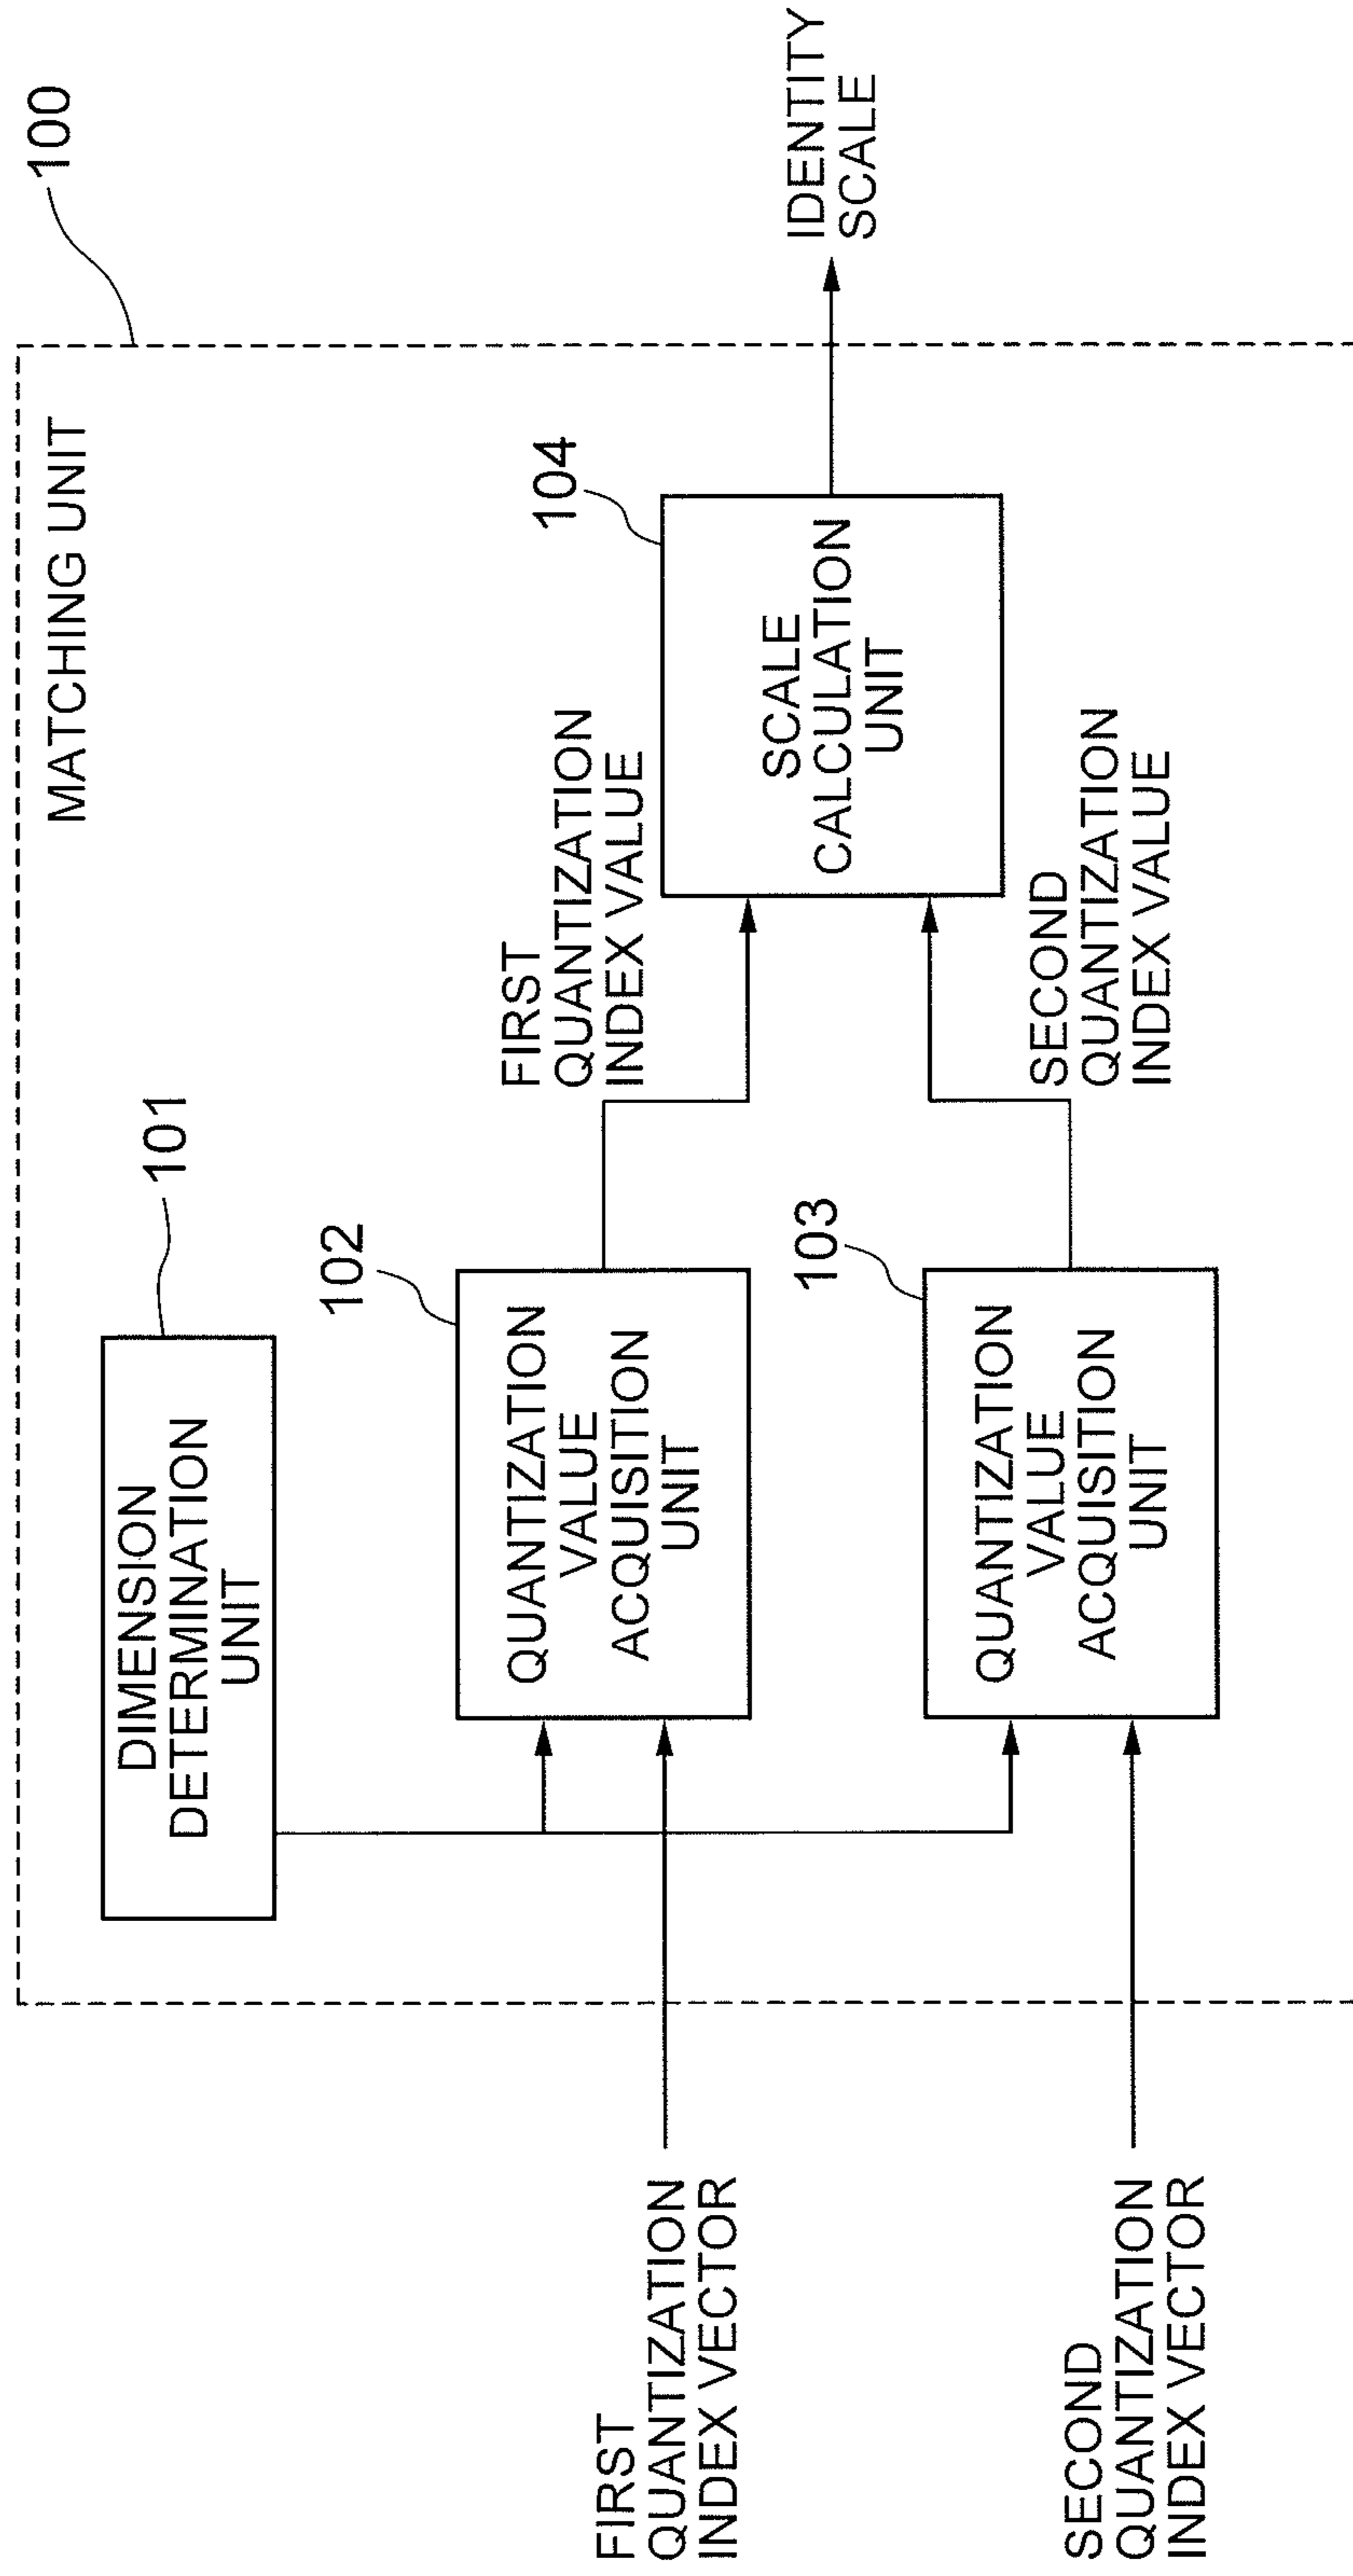 100
MATCHING UNIT
101
DIMENSION
DETERMINATION
UNIT
102
QUANTIZATION
VALUE
ACQUISITION
UNIT
103
QUANTIZATION
VALUE
ACQUISITION
UNIT
104
SCALE
CALCULATION
UNIT
FIRST
QUANTIZATION
INDEX VECTOR
SECOND
QUANTIZATION
INDEX VECTOR
FIRST
QUANTIZATION
INDEX VALUE
SECOND
QUANTIZATION
INDEX VALUE
IDENTITY
SCALE